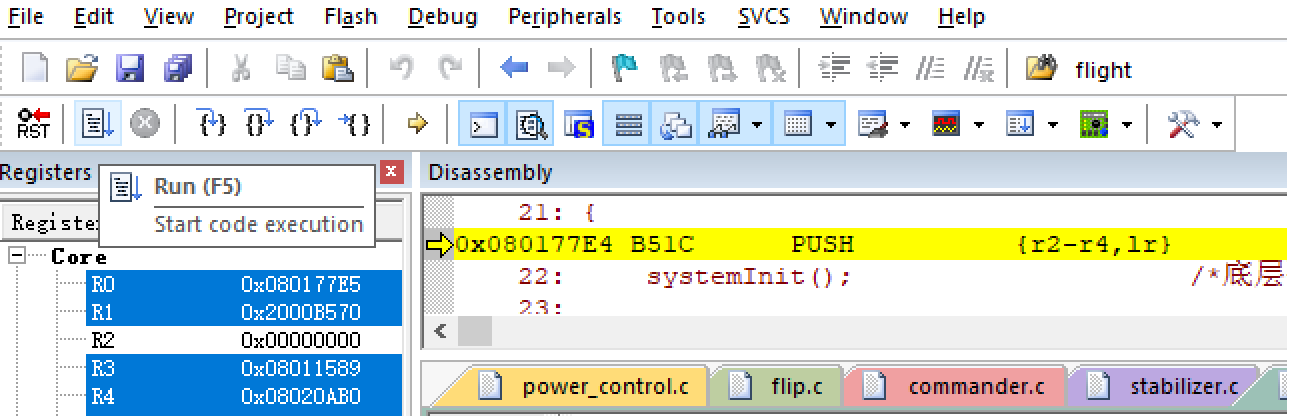 File Edit View Project Flash Debug Peripherals Tools SVCS Window Help
flight
RST
Registers
Disassembly
Run (F5)
Start code execution
Registe
Core
R0 0x080177E5
R1 0x2000B570
R2 0x00000000
R3 0x08011589
R4 0x08020AB0
21: {
0x080177E4 B51C PUSH {r2-r4,lr}
22: systemInit(); /*底层
23:
power_control.c flip.c commander.c stabilizer.c